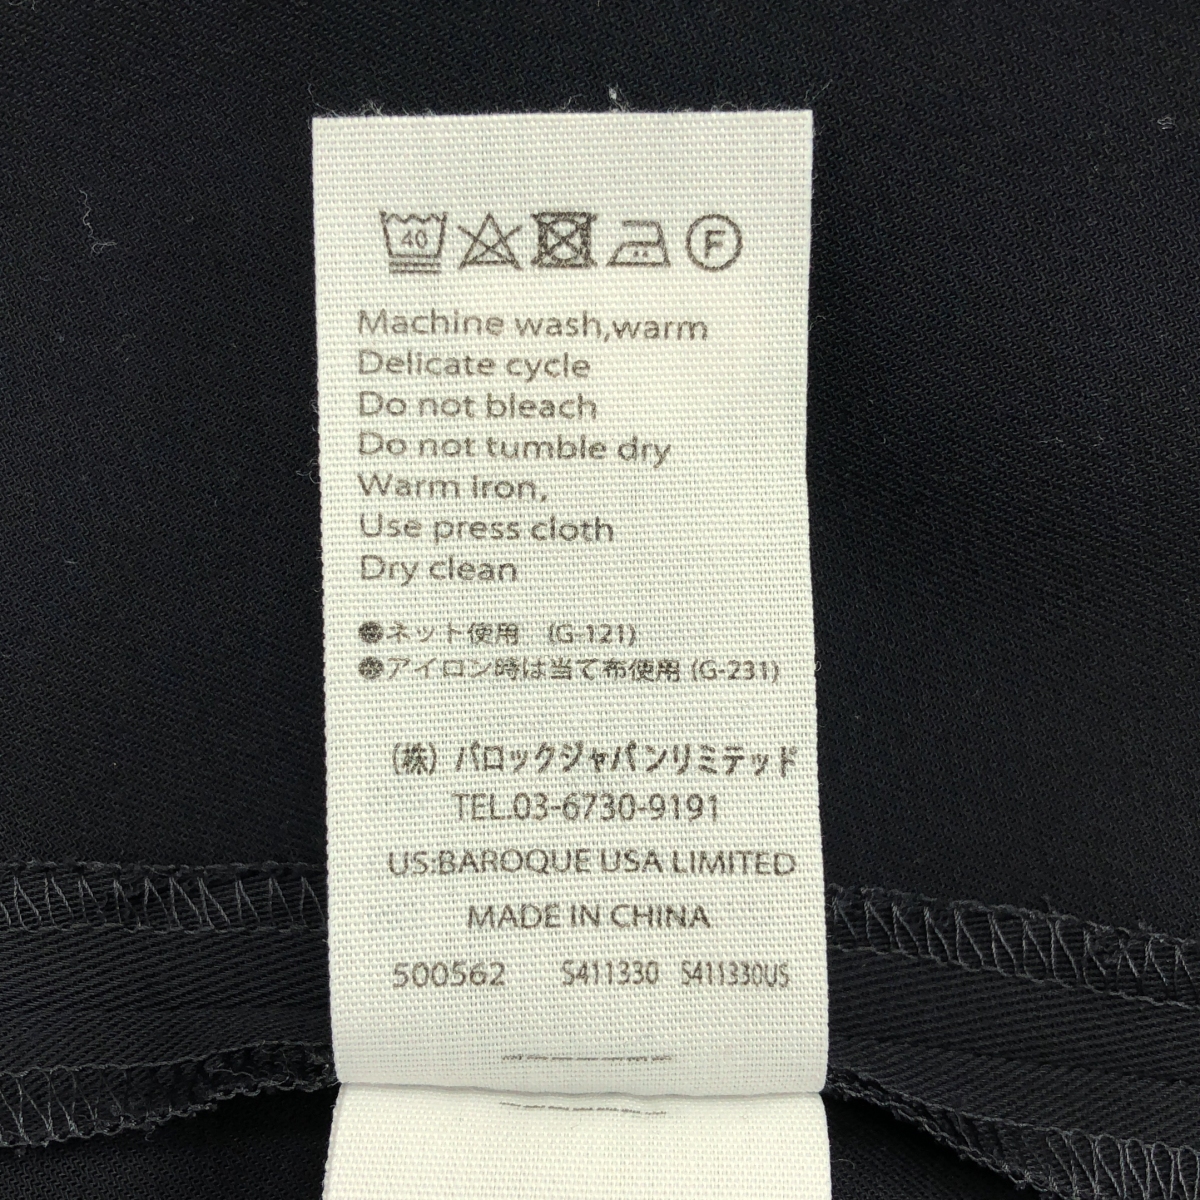 40 F
Machine wash,warm
Delicate cycle
Do not bleach
Do not tumble dry
Warm iron,
Use press cloth
Dry clean
●ネット使用 (G-121)
●アイロン時は当て布使用 (G-231)
(株) バロックジャパンリミテッド
TEL.03-6730-9191
US:BAROQUE USA LIMITED
MADE IN CHINA
500562 S411330 S411330US